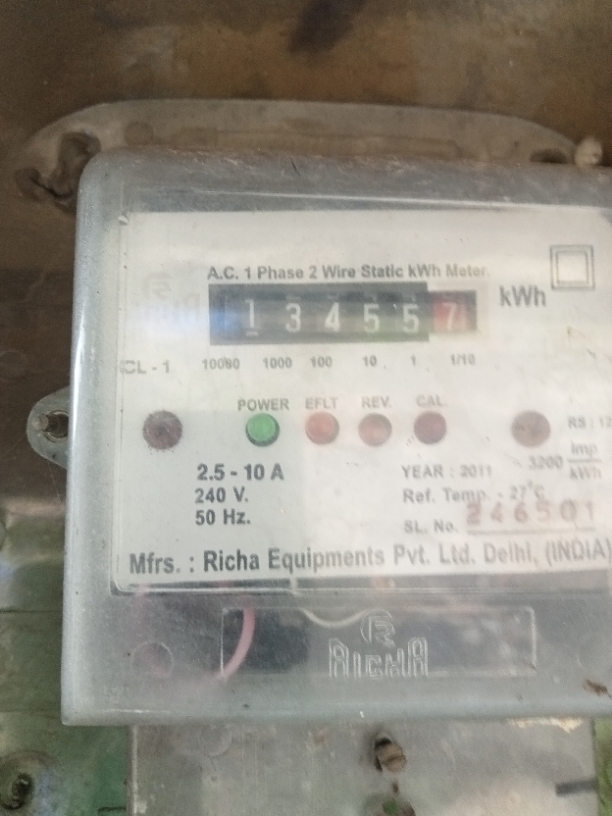 A.C. 1 Phase 2 Wire Static kWh Meter.
1 3 4 5 5 7 kWh
CL - 1 10000 1000 100 10 1 1/10
POWER EFLT REV. CAL.
RS : 12
3200 imp/kWh
2.5 - 10 A YEAR : 2011
240 V. Ref. Temp. - 27°C
50 Hz. SL. No. 246501
Mfrs. : Richa Equipments Pvt. Ltd. Delhi, (INDIA)
RICHA